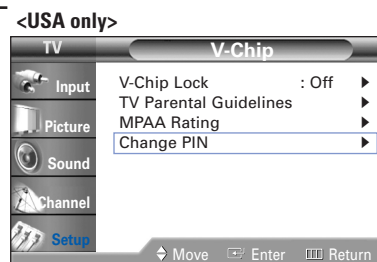 <USA only>
TV
V-Chip
Input
Picture
Sound
Channel
Setup
V-Chip Lock : Off
TV Parental Guidelines
MPAA Rating
Change PIN
Move Enter Return